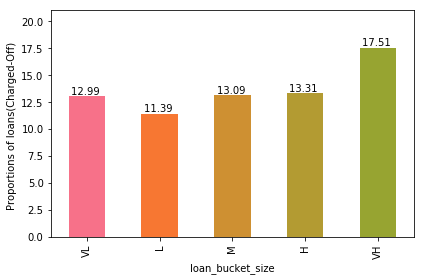 Proportions of loans(Charged-Off)
20.0
17.5
15.0
12.5
10.0
7.5
5.0
2.5
0.0
12.99
11.39
13.09
13.31
17.51
VL
L
M
H
VH
loan_bucket_size